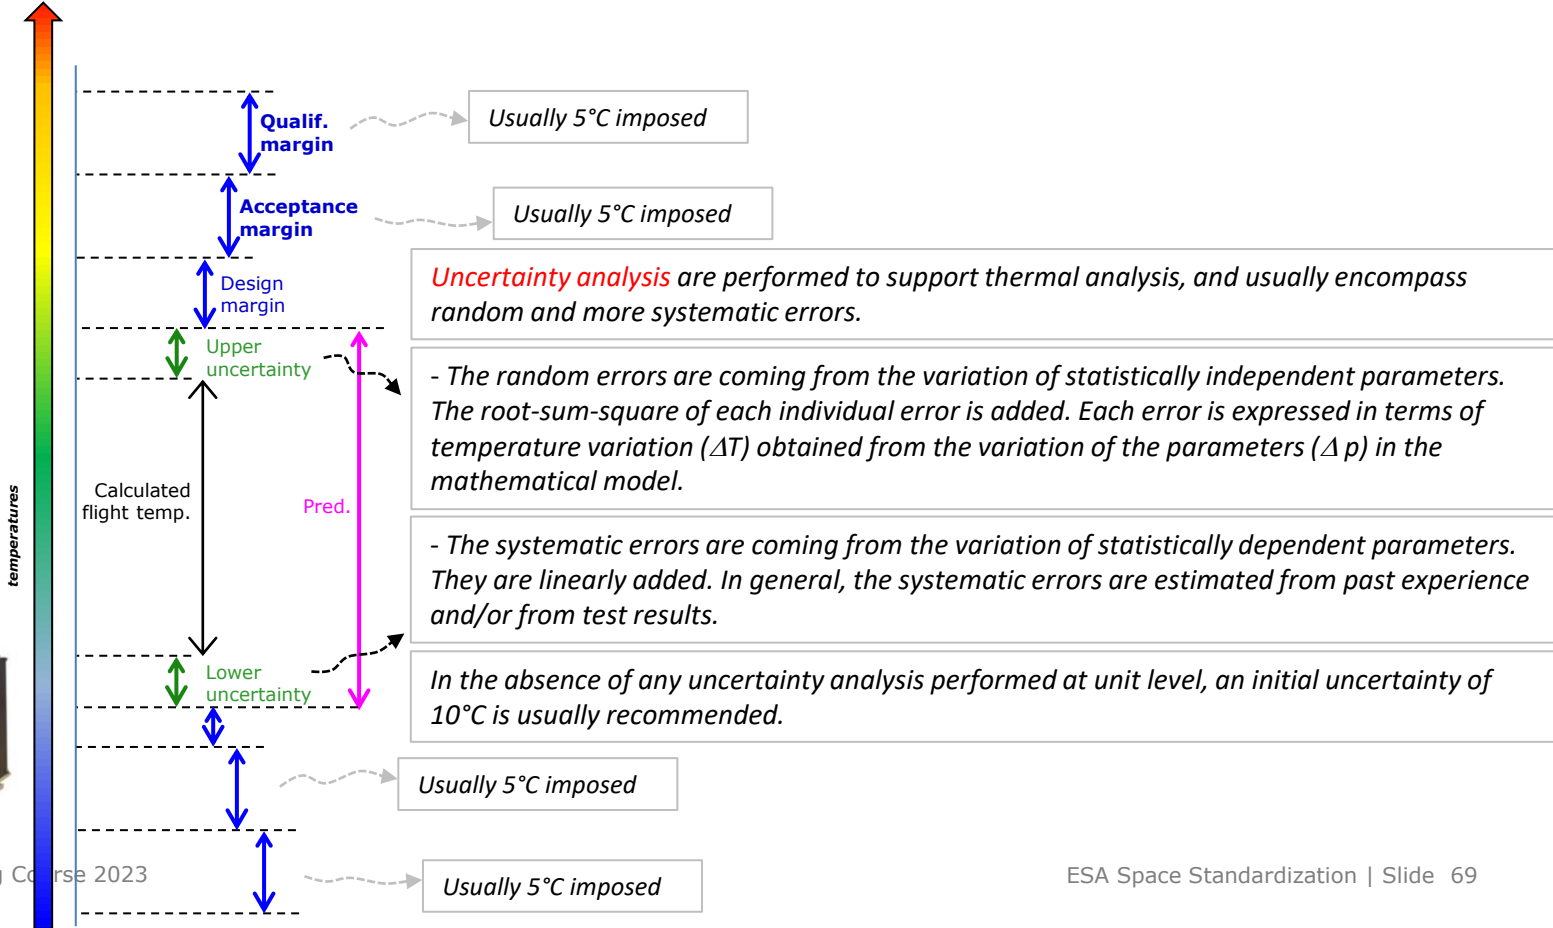 Qualif.
margin
Usually 5°C imposed
Acceptance
margin
Usually 5°C imposed
Design
margin
Uncertainty analysis are performed to support thermal analysis, and usually encompass
random and more systematic errors.
Upper
uncertainty
- The random errors are coming from the variation of statistically independent parameters.
The root-sum-square of each individual error is added. Each error is expressed in terms of
temperature variation (ΔT) obtained from the variation of the parameters (Δ p) in the
mathematical model.
temperatures
Calculated
flight temp.
Pred.
- The systematic errors are coming from the variation of statistically dependent parameters.
They are linearly added. In general, the systematic errors are estimated from past experience
and/or from test results.
Lower
uncertainty
In the absence of any uncertainty analysis performed at unit level, an initial uncertainty of
10°C is usually recommended.
Usually 5°C imposed
Usually 5°C imposed
g Course 2023
ESA Space Standardization | Slide 69